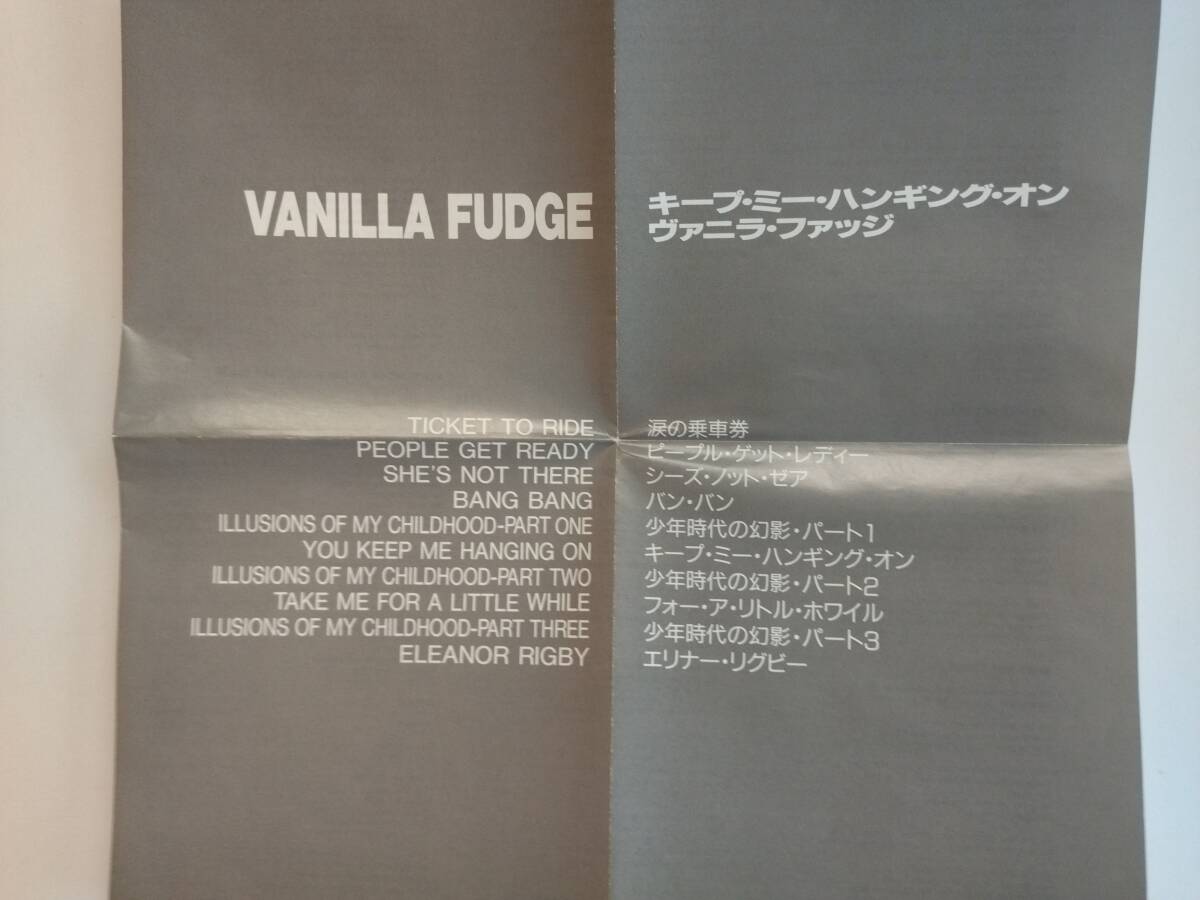 VANILLA FUDGE
キープ・ミー・ハンギング・オン
ヴァニラ・ファッジ
TICKET TO RIDE 涙の乗車券
PEOPLE GET READY ピープル・ゲット・レディー
SHE'S NOT THERE シーズ・ノット・ゼア
BANG BANG バン・バン
ILLUSIONS OF MY CHILDHOOD-PART ONE 少年時代の幻影・パート1
YOU KEEP ME HANGING ON キープ・ミー・ハンギング・オン
ILLUSIONS OF MY CHILDHOOD-PART TWO 少年時代の幻影・パート2
TAKE ME FOR A LITTLE WHILE フォー・ア・リトル・ホワイル
ILLUSIONS OF MY CHILDHOOD-PART THREE 少年時代の幻影・パート3
ELEANOR RIGBY エリナー・リグビー